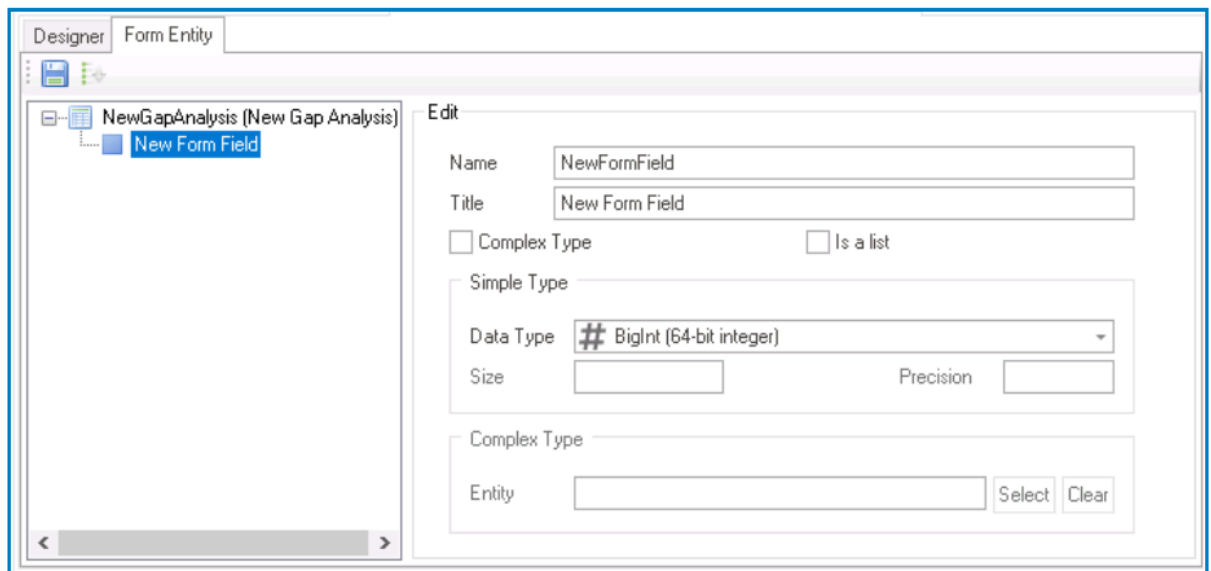 Designer Form Entity
NewGapAnalysis (New Gap Analysis)
New Form Field
Edit
Name NewFormField
Title New Form Field
Complex Type Is a list
Simple Type
Data Type # BigInt (64-bit integer)
Size Precision
Complex Type
Entity Select Clear